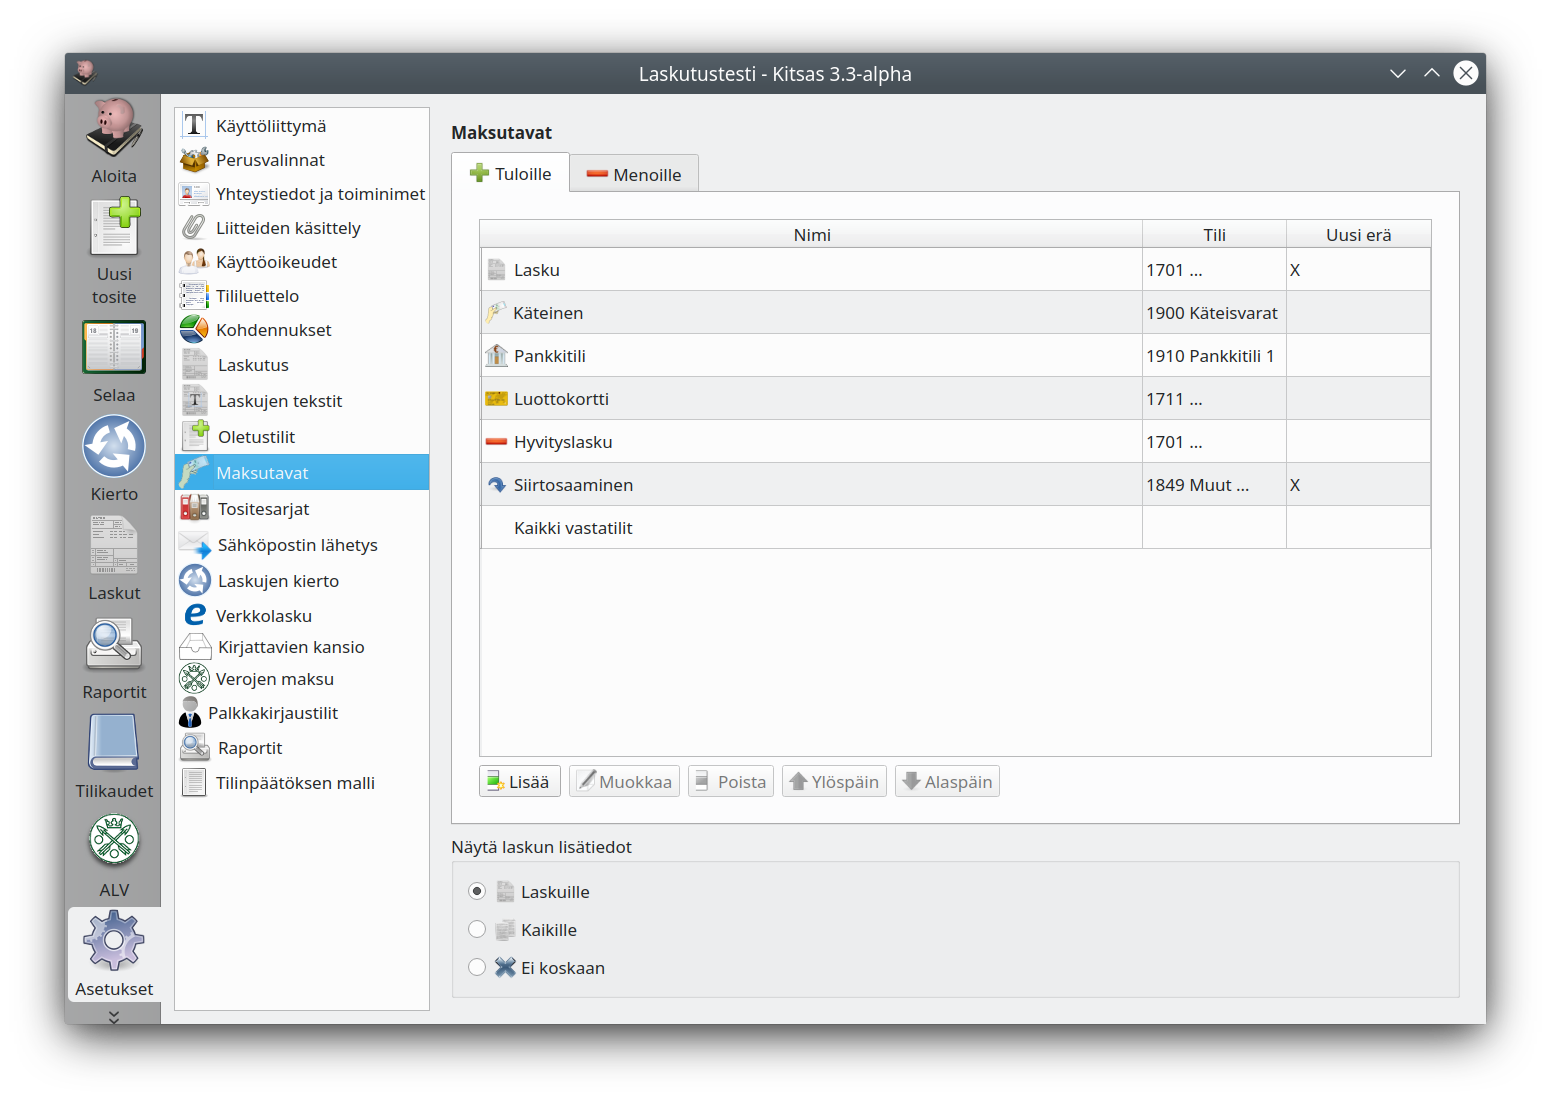 Laskutustesti - Kitsas 3.3-alpha
Aloita
Uusi
tosite
Selaa
Kierto
Laskut
Raportit
Tilikaudet
ALV
Asetukset
Käyttöliittymä
Perusvalinnat
Yhteystiedot ja toiminimet
Liitteiden käsittely
Käyttöoikeudet
Tililuettelo
Kohdennukset
Laskutus
Laskujen tekstit
Oletustilit
Maksutavat
Tositesarjat
Sähköpostin lähetys
Laskujen kierto
Verkkolasku
Kirjattavien kansio
Verojen maksu
Palkkakirjaustilit
Raportit
Tilinpäätöksen malli
Maksutavat
Tuloille Menoille
Nimi Tili Uusi erä
Lasku 1701 ... X
Käteinen 1900 Käteisvarat
Pankkitili 1910 Pankkitili 1
Luottokortti 1711 ...
Hyvityslasku 1701 ...
Siirtosaaminen 1849 Muut ... X
Kaikki vastatilit
Lisää Muokkaa Poista Ylöspäin Alaspäin
Näytä laskun lisätiedot
Laskuille
Kaikille
Ei koskaan